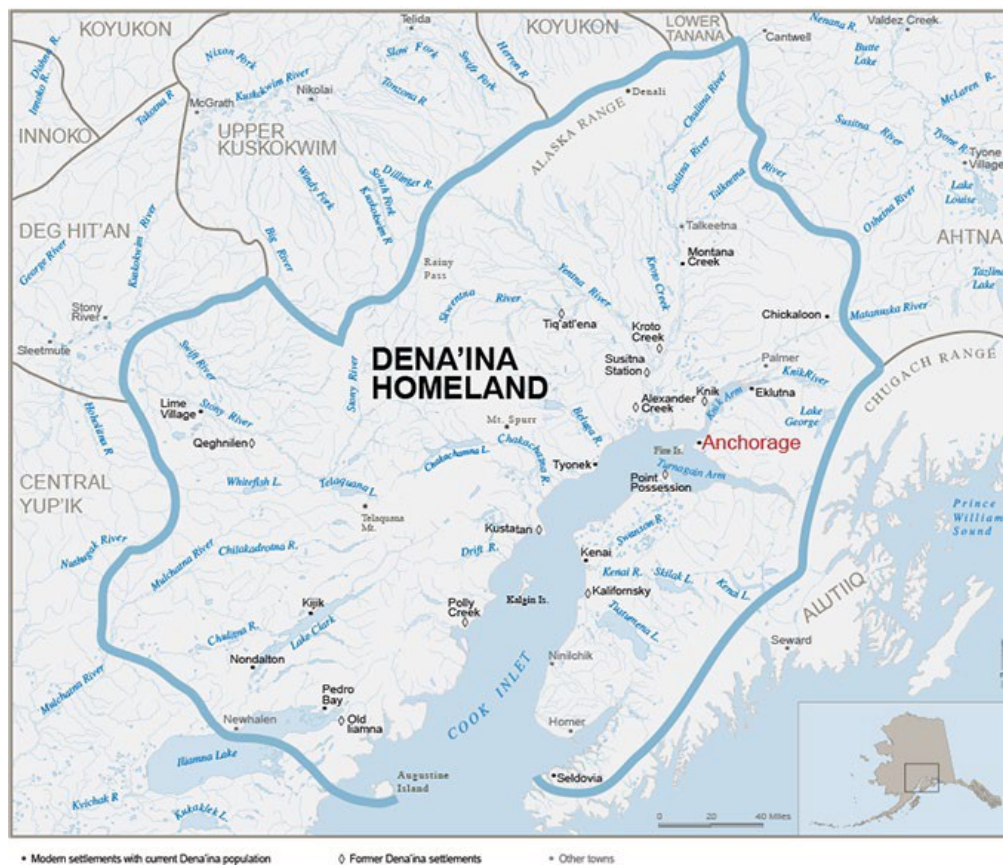 KOYUKON
Telida
KOYUKON
LOWER
TANANA
Nenana R.
Valdez Creek
Cantwell
Butte
Lake
Dishna R.
Innoko R.
Nixon Fork
Slow Fork
Swift Fork
Herron R
Kuskokwim River
Nikolai
Tonzona R
McGrath
Takotna R
Denali
Chulitna River
McLaren R.
INNOKO
UPPER
KUSKOKWIM
ALASKA RANGE
Susitna River
Tyone R.
Tyone
Village
Windy Fork
South Fork
Kuskokwim R
Dillinger R.
Susitna River
Talkeetna River
Lake
Louise
Oshetna River
DEG HIT'AN
George River
Kuskokwim River
Big River
Talkeetna
AHTNA
Rainy
Pass
Montana
Creek
Tazlina
Lake
Yentna River
Kroto Creek
Stony
River
Skwentna River
Chickaloon
Matanuska River
Tiq'atl'ena
Kroto
Creek
Sleetmute
Swift River
Stony River
DENA'INA
HOMELAND
Susitna
Station
Palmer
CHUGACH RANGE
Knik
Knik River
Eklutna
Knik Arm
Lime
Village
Stony River
Alexander
Creek
Lake
George
Holitna R
Mt. Spurr
Beluga R.
Qeghnilen
Chakachamna L.
Chakachatna R
Fire Is.
Anchorage
Tyonek
Turnagain Arm
CENTRAL
YUP'IK
Whitefish L.
Telaquana L.
Point
Possession
Prince
William
Sound
Telaquana
Mt.
Kustatan
Swanson R
Nushagak River
Mulchatna River
Chilakadrotna R.
Drift R.
Kenai
Kenai R.
Skilak L.
Kenai L.
Kalgin Is.
Kalifornsky
ALUTIIQ
Kijik
Polly
Creek
Tustumena L.
Chulitna R.
Lake Clark
Seward
Nondalton
Ninilchik
Mulchatna River
COOK INLET
Pedro
Bay
Newhalen
Old
Iliamna
Homer
Iliamna Lake
Augustine
Island
Seldovia
Kvichak R
Kukaklek L.
0 20 40 MILES
• Modern settlements with current Dena'ina population
◊ Former Dena'ina settlements
• Other towns